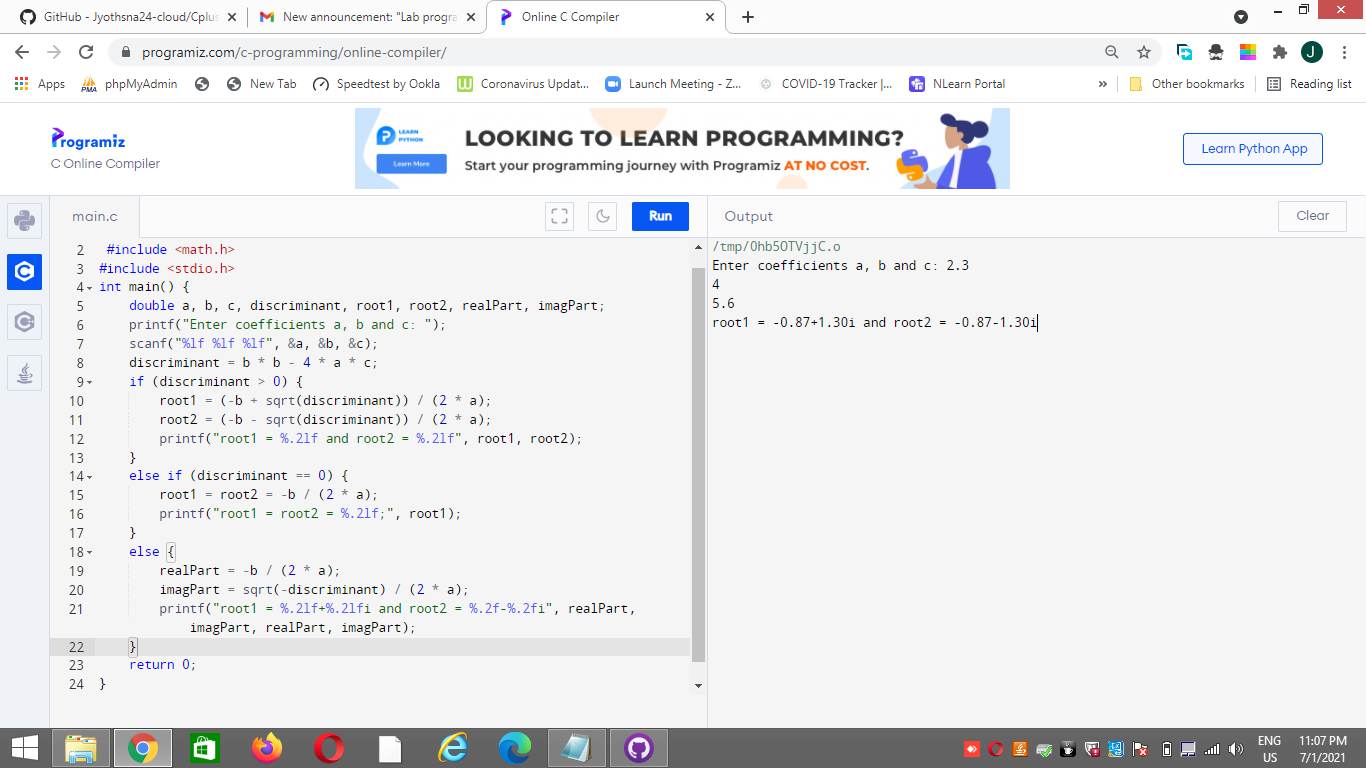 GitHub - Jyothsna24-cloud/Cplus
New announcement: "Lab progra
Online C Compiler
programiz.com/c-programming/online-compiler/
J
Apps
PMA
phpMyAdmin
New Tab
Speedtest by Ookla
Coronavirus Updat...
Launch Meeting - Z...
COVID-19 Tracker |...
NLearn Portal
»
Other bookmarks
Reading list
Programiz
C Online Compiler
LEARN
PYTHON
Learn More
LOOKING TO LEARN PROGRAMMING?
Start your programming journey with Programiz AT NO COST.
Learn Python App
main.c
Run
Output
Clear
2 #include <math.h>
3 #include <stdio.h>
4 int main() {
5 double a, b, c, discriminant, root1, root2, realPart, imagPart;
6 printf("Enter coefficients a, b and c: ");
7 scanf("%lf %lf %lf", &a, &b, &c);
8 discriminant = b * b - 4 * a * c;
9 if (discriminant > 0) {
10 root1 = (-b + sqrt(discriminant)) / (2 * a);
11 root2 = (-b - sqrt(discriminant)) / (2 * a);
12 printf("root1 = %.2lf and root2 = %.2lf", root1, root2);
13 }
14 else if (discriminant == 0) {
15 root1 = root2 = -b / (2 * a);
16 printf("root1 = root2 = %.2lf;", root1);
17 }
18 else {
19 realPart = -b / (2 * a);
20 imagPart = sqrt(-discriminant) / (2 * a);
21 printf("root1 = %.2lf+%.2lfi and root2 = %.2f-%.2fi", realPart,
imagPart, realPart, imagPart);
22 }
23 return 0;
24 }
/tmp/0hb5OTVjjC.o
Enter coefficients a, b and c: 2.3
4
5.6
root1 = -0.87+1.30i and root2 = -0.87-1.30i
ENG
US
11:07 PM
7/1/2021